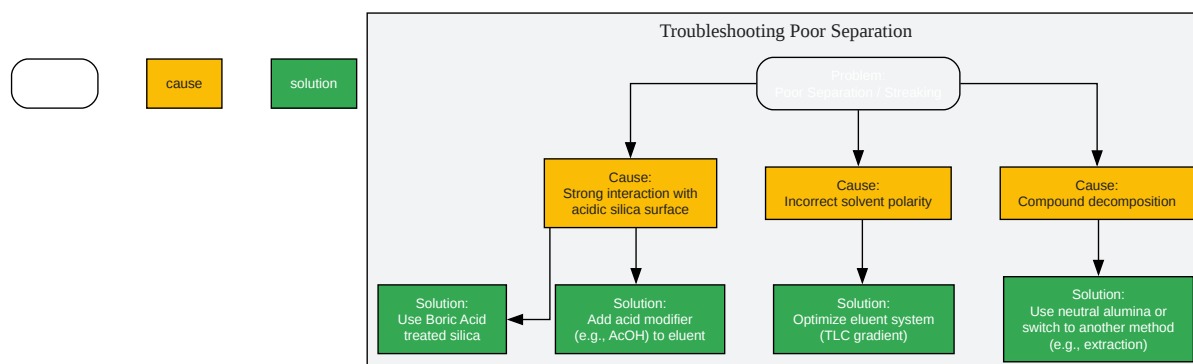 Troubleshooting Poor Separation
cause
solution
Problem:
Poor Separation / Streaking
Cause:
Strong interaction with
acidic silica surface
Cause:
Incorrect solvent polarity
Cause:
Compound decomposition
Solution:
Use Boric Acid
treated silica
Solution:
Add acid modifier
(e.g., AcOH) to eluent
Solution:
Optimize eluent system
(TLC gradient)
Solution:
Use neutral alumina or
switch to another method
(e.g., extraction)